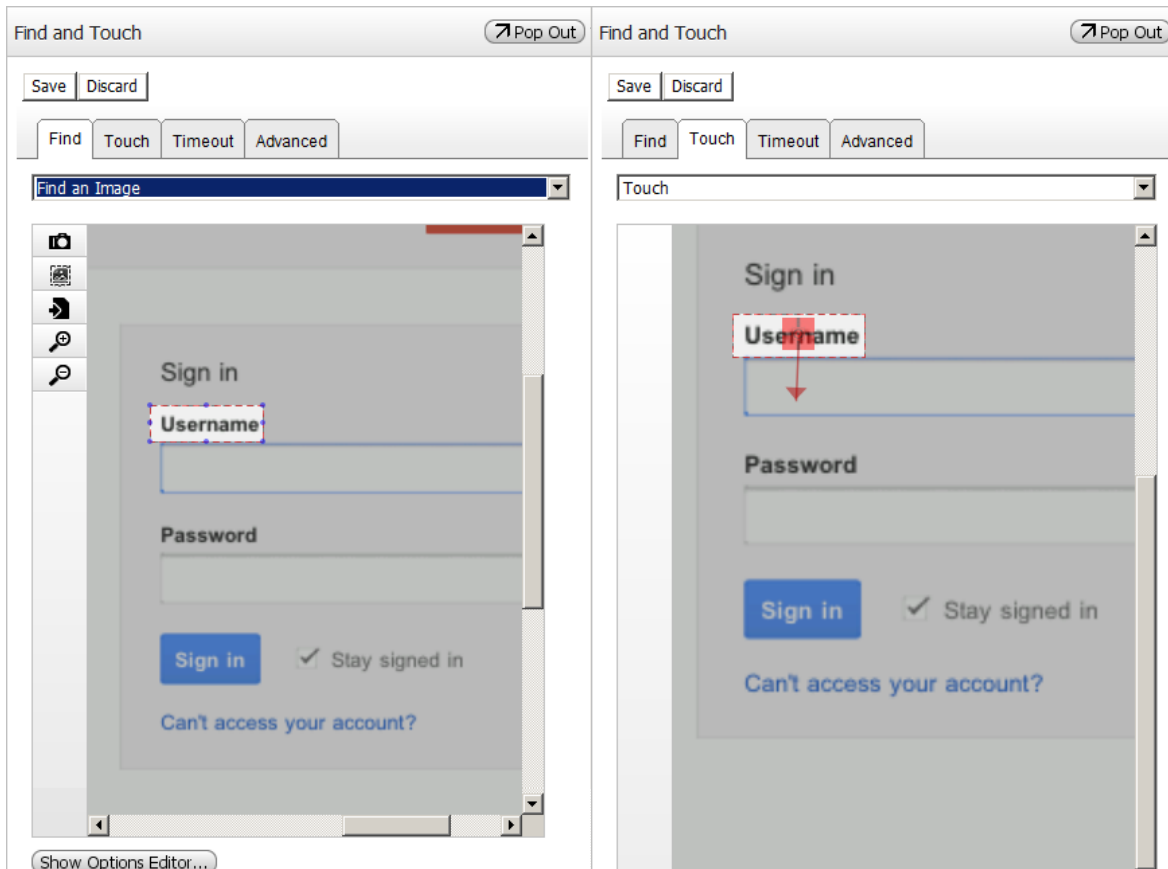 Find and Touch
Pop Out
Save Discard
Find Touch Timeout Advanced
Find an Image
Sign in
Username
Password
Sign in Stay signed in
Can't access your account?
Show Options Editor...
Find and Touch
Pop Out
Save Discard
Find Touch Timeout Advanced
Touch
Sign in
Username
Password
Sign in Stay signed in
Can't access your account?